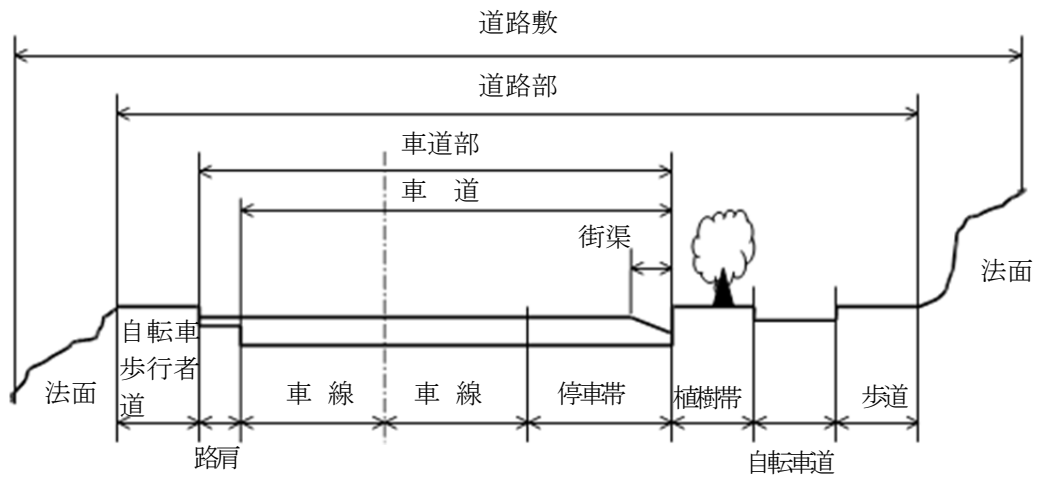 道路敷
道路部
車道部
車　道
街渠
法面
自転車
歩行者
道
法面
車　線
車　線
停車帯
植樹帯
歩道
路肩
自転車道